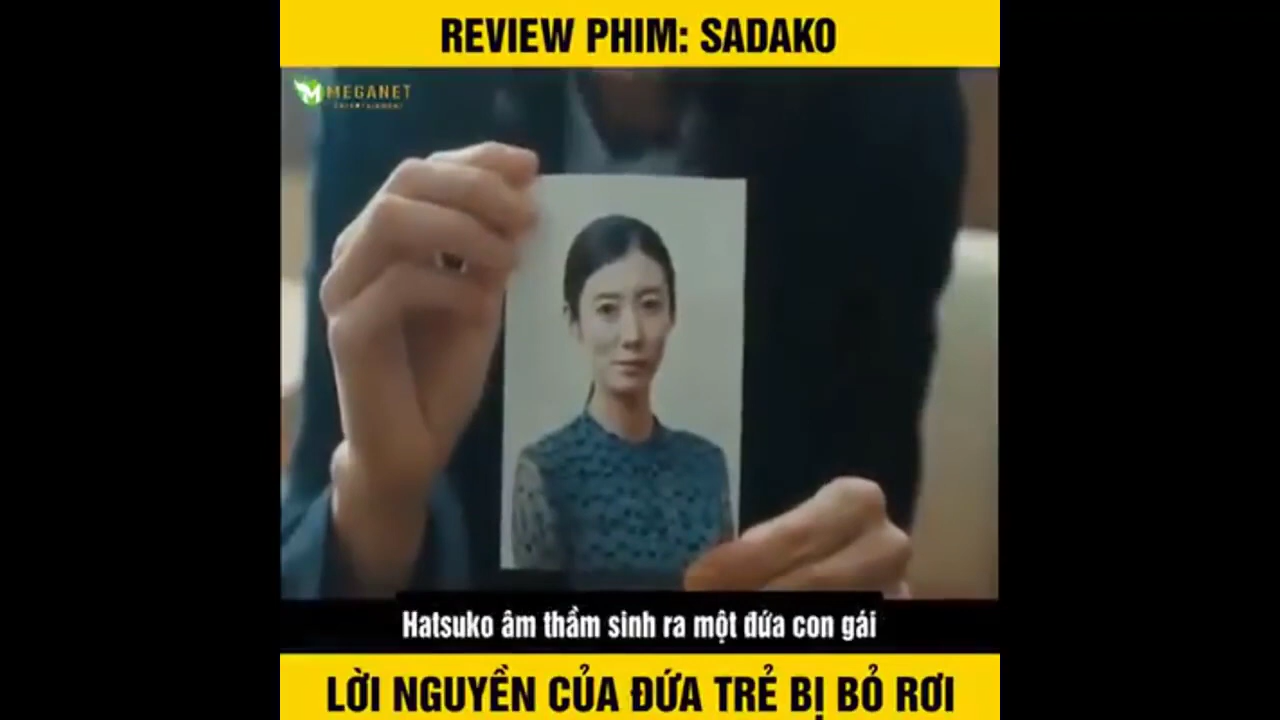 REVIEW PHIM: SADAKO
MEGANET
ENTERTAINMENT
Hatsuko âm thầm sinh ra một đứa con gái
LỜI NGUYỀN CỦA ĐỨA TRẺ BỊ BỎ RƠI